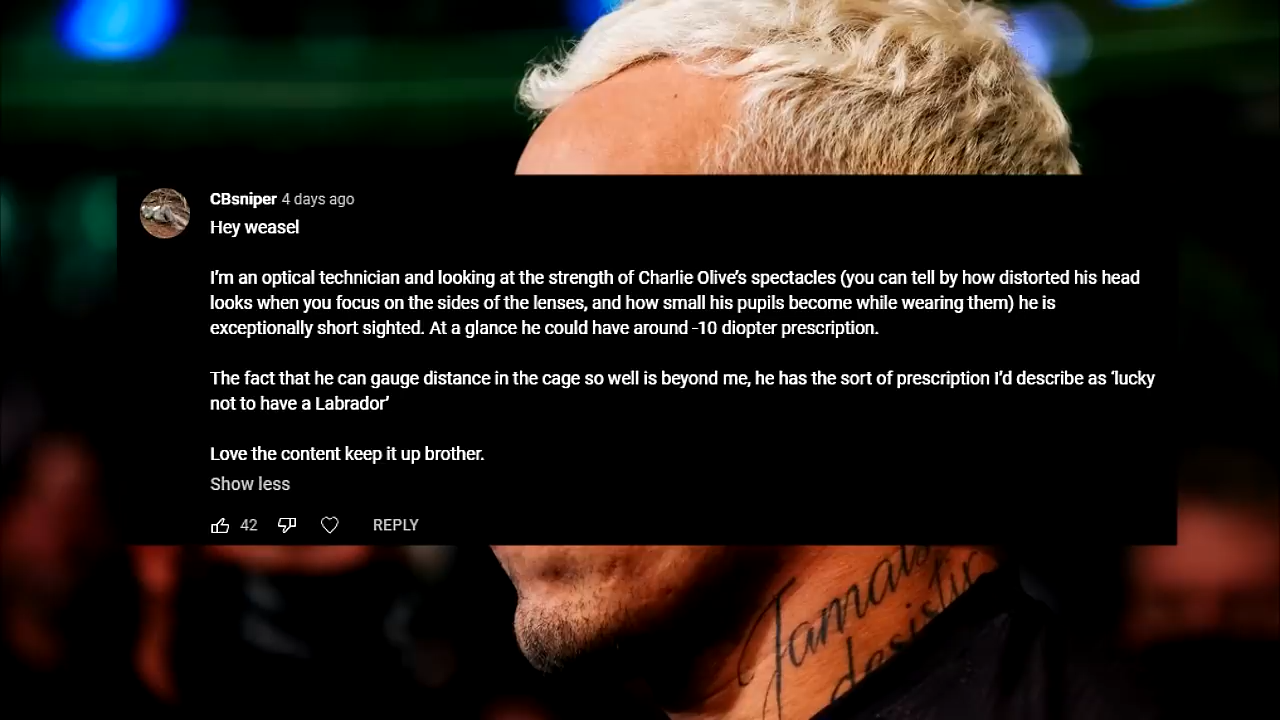 CBsniper 4 days ago
Hey weasel
I'm an optical technician and looking at the strength of Charlie Olive's spectacles (you can tell by how distorted his head
looks when you focus on the sides of the lenses, and how small his pupils become while wearing them) he is
exceptionally short sighted. At a glance he could have around -10 diopter prescription.
The fact that he can gauge distance in the cage so well is beyond me, he has the sort of prescription I'd describe as ‘lucky
not to have a Labrador’
Love the content keep it up brother.
Show less
42 REPLY
Jamais
desistir